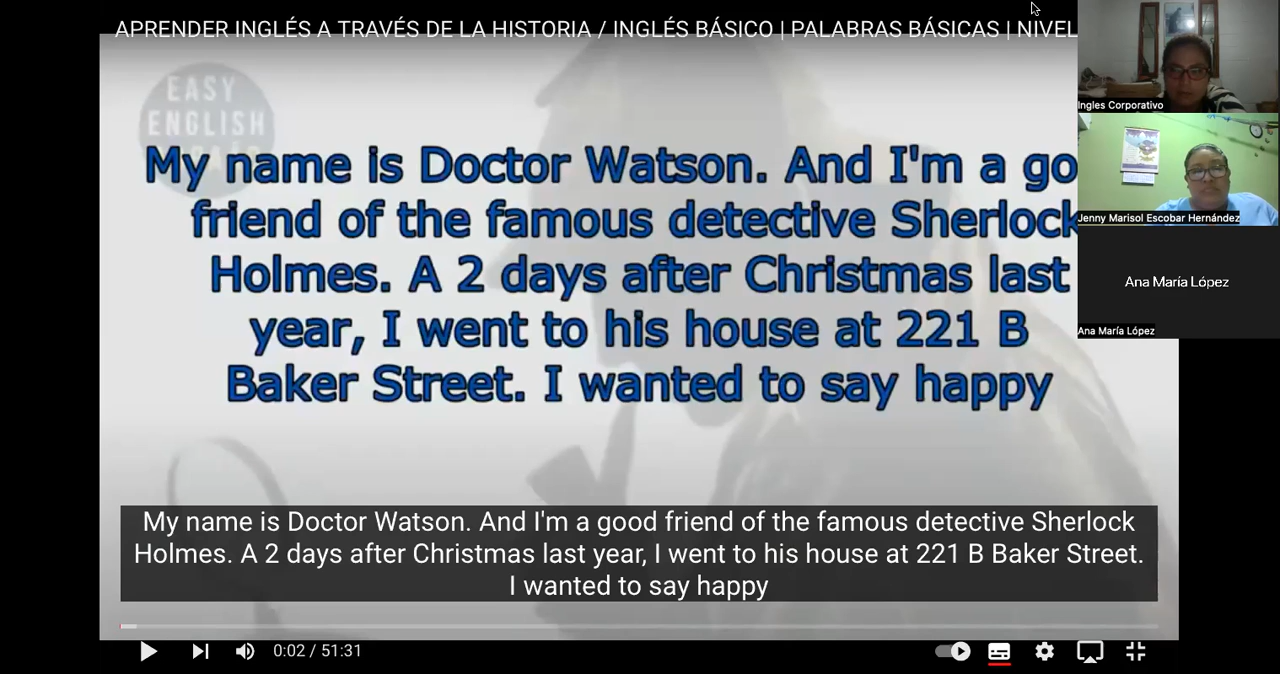 APRENDER INGLÉS A TRAVÉS DE LA HISTORIA / INGLÉS BÁSICO | PALABRAS BÁSICAS | NIVEL
EASY
ENGLISH
My name is Doctor Watson. And I'm a go
friend of the famous detective Sherlock
Holmes. A 2 days after Christmas last
year, I went to his house at 221 B
Baker Street. I wanted to say happy
My name is Doctor Watson. And I'm a good friend of the famous detective Sherlock
Holmes. A 2 days after Christmas last year, I went to his house at 221 B Baker Street.
I wanted to say happy
0:02 / 51:31
Ingles Corporativo
Jenny Marisol Escobar Hernández
Ana María López
Ana María López